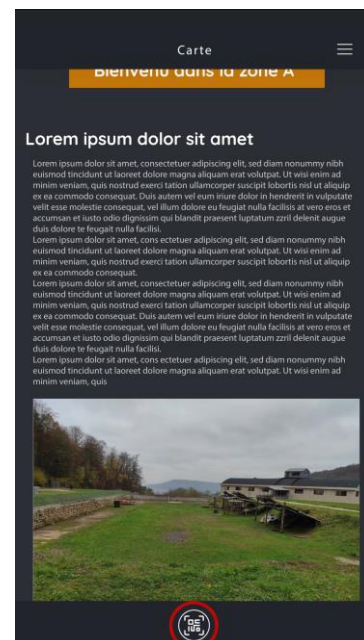 Carte
Bienvenu dans la zone A
Lorem ipsum dolor sit amet
Lorem ipsum dolor sit amet, consectetuer adipiscing elit, sed diam nonummy nibh
euismod tincidunt ut laoreet dolore magna aliquam erat volutpat. Ut wisi enim ad
minim veniam, quis nostrud exerci tation ullamcorper suscipit lobortis nisl ut aliquip
ex ea commodo consequat. Duis autem vel eum iriure dolor in hendrerit in vulputate
velit esse molestie consequat, vel illum dolore eu feugiat nulla facilisis at vero eros et
accumsan et iusto odio dignissim qui blandit praesent luptatum zzril delenit augue
duis dolore te feugait nulla facilisi.
Lorem ipsum dolor sit amet, cons ectetuer adipiscing elit, sed diam nonummy nibh
euismod tincidunt ut laoreet dolore magna aliquam erat volutpat. Ut wisi enim ad
minim veniam, quis nostrud exerci tation ullamcorper suscipit lobortis nisl ut aliquip
ex ea commodo consequat.
Lorem ipsum dolor sit amet, consectetuer adipiscing elit, sed diam nonummy nibh
euismod tincidunt ut laoreet dolore magna aliquam erat volutpat. Ut wisi enim ad
minim veniam, quis nostrud exerci tation ullamcorper suscipit lobortis nisl ut aliquip
ex ea commodo consequat. Duis autem vel eum iriure dolor in hendrerit in vulputate
velit esse molestie consequat, vel illum dolore eu feugiat nulla facilisis at vero eros et
accumsan et iusto odio dignissim qui blandit praesent luptatum zzril delenit augue
duis dolore te feugait nulla facilisi.
Lorem ipsum dolor sit amet, cons ectetuer adipiscing elit, sed diam nonummy nibh
euismod tincidunt ut laoreet dolore magna aliquam erat volutpat. Ut wisi enim ad
minim veniam, quis